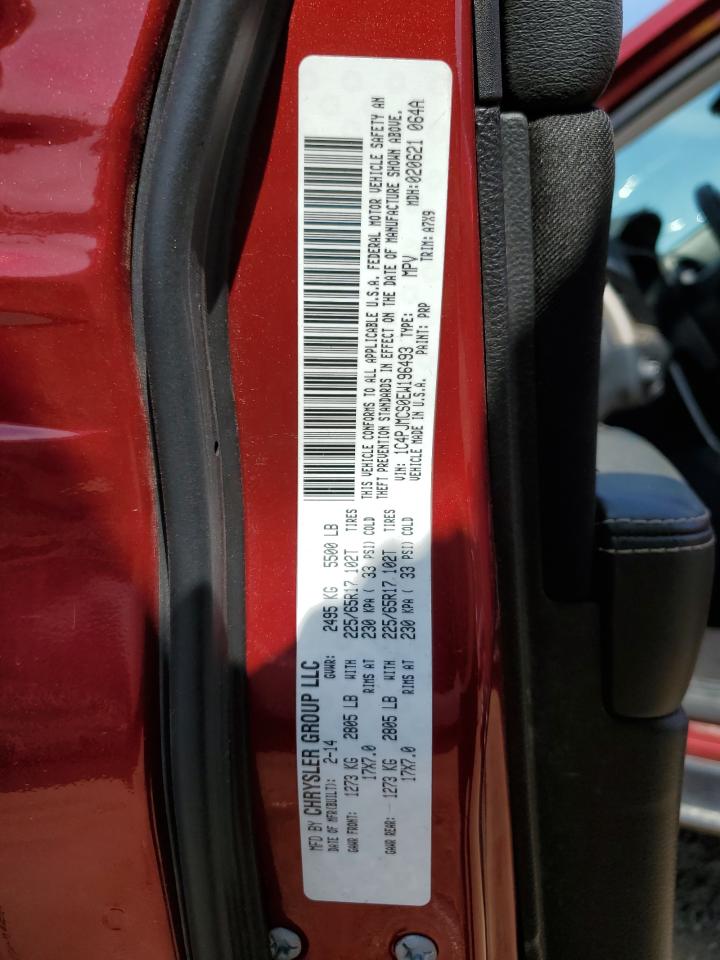 MFD BY CHRYSLER GROUP LLC
DATE OF MFR(BUILT): 2-14 GVWR: 2495 KG 5500 LB
GAWR FRONT: 1273 KG 2805 LB WITH 225/65R17 102T TIRES
17X7.0 RIMS AT 230 KPA ( 33 PSI) COLD
GAWR REAR: 1273 KG 2805 LB WITH 225/65R17 102T TIRES
17X7.0 RIMS AT 230 KPA ( 33 PSI) COLD
THIS VEHICLE CONFORMS TO ALL APPLICABLE U.S.A. FEDERAL MOTOR VEHICLE SAFETY AN
THEFT PREVENTION STANDARDS IN EFFECT ON THE DATE OF MANUFACTURE SHOWN ABOVE.
VIN: 1C4PJMCS0EW196493 TYPE: MPV MDH:020621 064A
VEHICLE MADE IN U.S.A. PAINT: PRP TRIM: A7X9